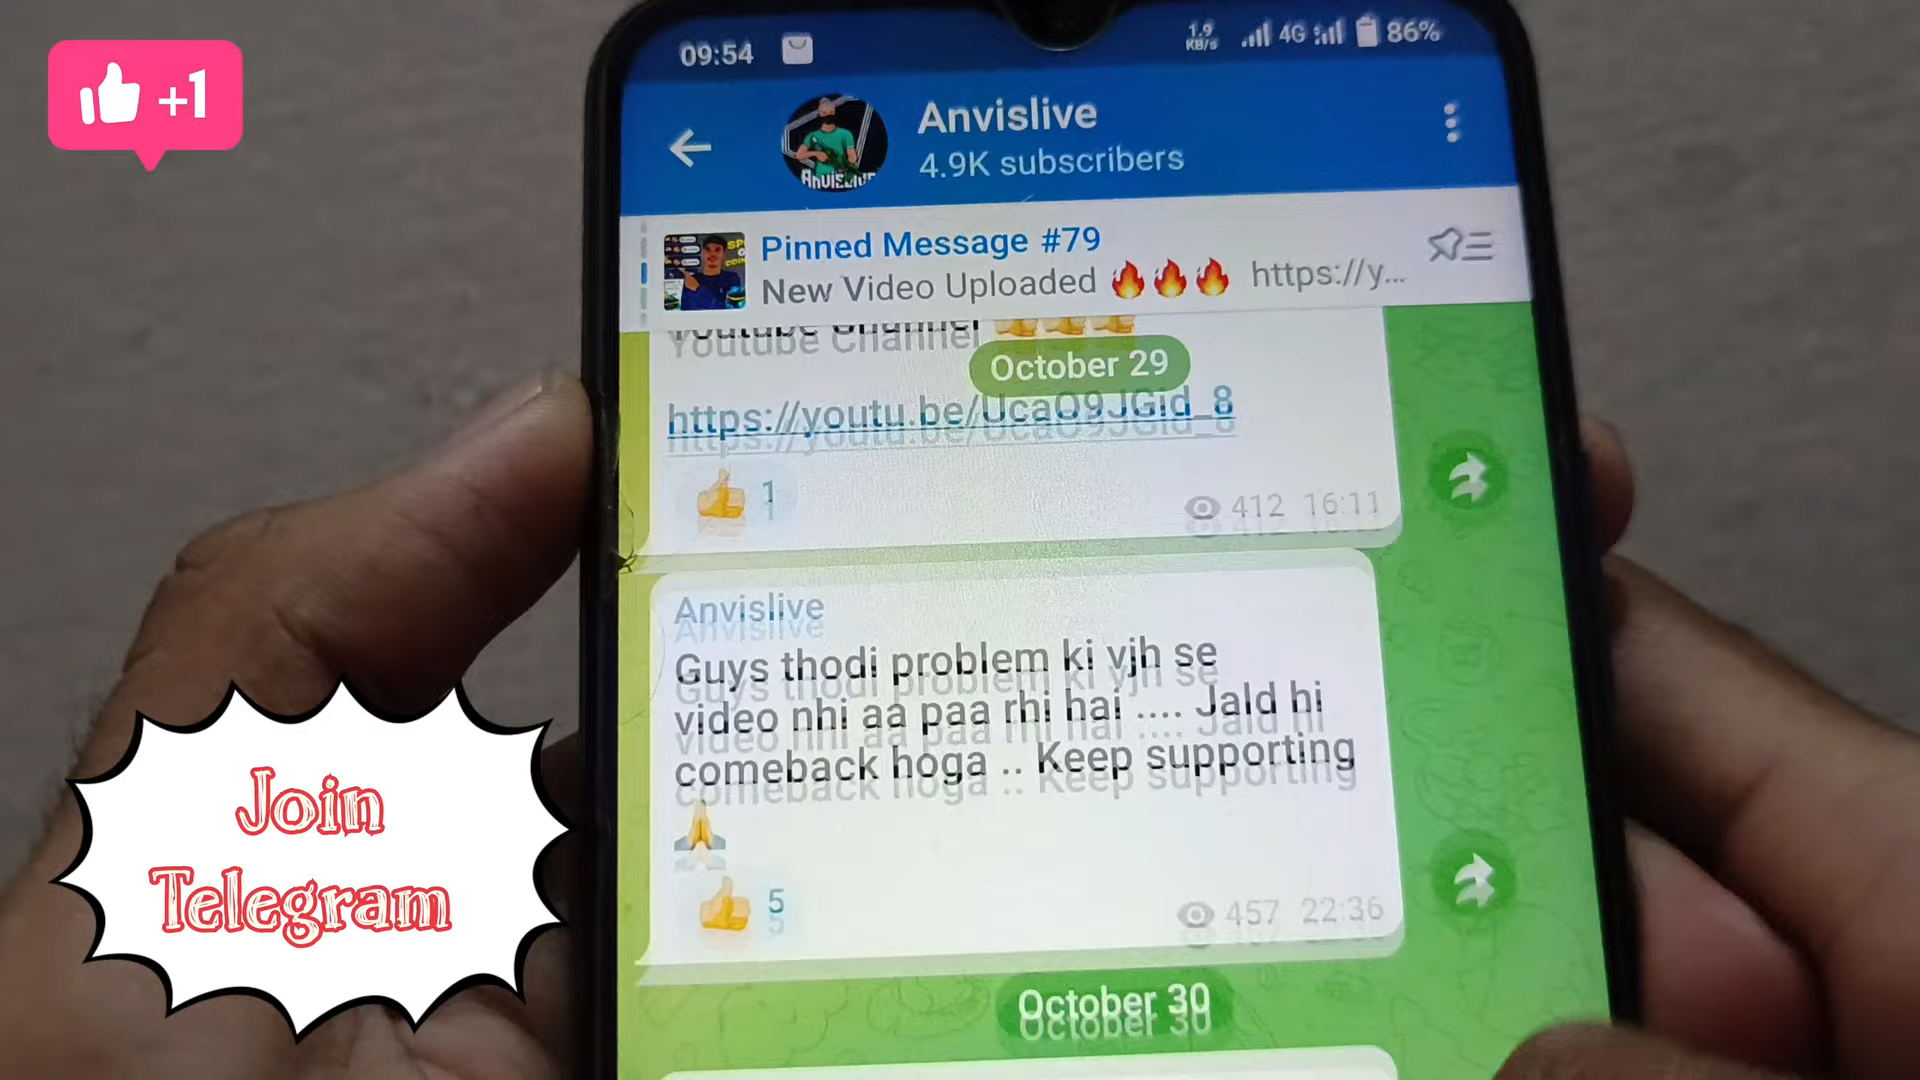 +1
09:54
1.9
KB/s
4G
86%
Anvislive
4.9K subscribers
Pinned Message #79
New Video Uploaded 🔥🔥🔥 https://y...
Youtube Channel 👍👍👍
October 29
https://youtu.be/UcaO9JGid_8
👍 1
412 16:11
Anvislive
Guys thodi problem ki vjh se
video nhi aa paa rhi hai .... Jald hi
comeback hoga .. Keep supporting
🙏
👍 5
457 22:36
October 30
Join
Telegram